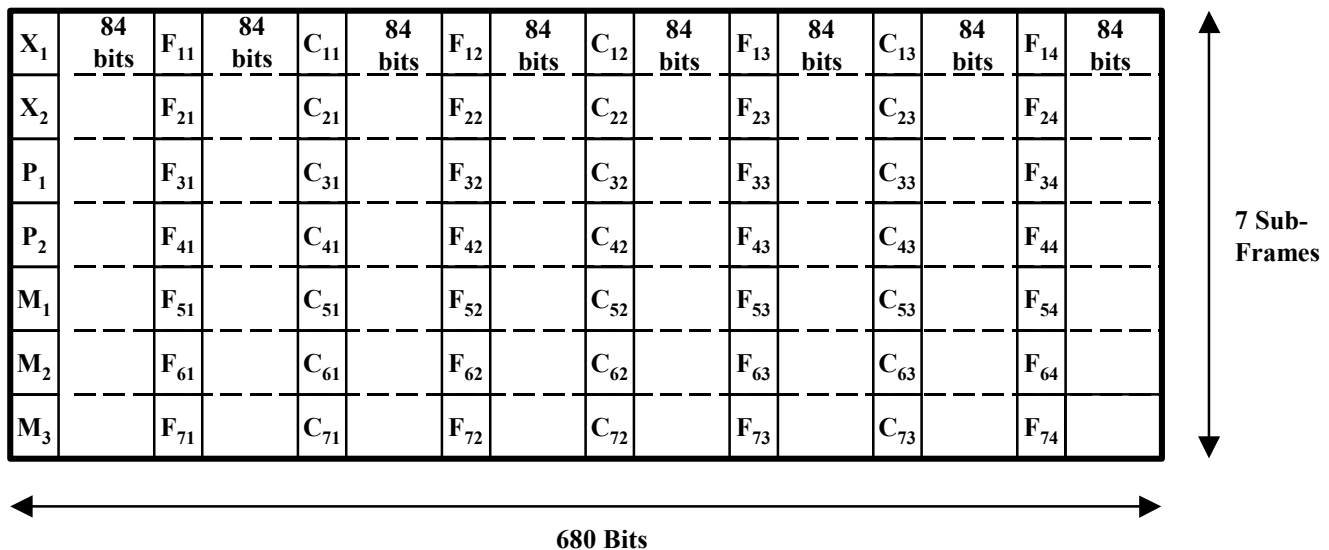 X₁ 84 bits F₁₁ 84 bits C₁₁ 84 bits F₁₂ 84 bits C₁₂ 84 bits F₁₃ 84 bits C₁₃ 84 bits F₁₄ 84 bits
X₂ F₂₁ C₂₁ F₂₂ C₂₂ F₂₃ C₂₃ F₂₄
P₁ F₃₁ C₃₁ F₃₂ C₃₂ F₃₃ C₃₃ F₃₄
P₂ F₄₁ C₄₁ F₄₂ C₄₂ F₄₃ C₄₃ F₄₄
M₁ F₅₁ C₅₁ F₅₂ C₅₂ F₅₃ C₅₃ F₅₄
M₂ F₆₁ C₆₁ F₆₂ C₆₂ F₆₃ C₆₃ F₆₄
M₃ F₇₁ C₇₁ F₇₂ C₇₂ F₇₃ C₇₃ F₇₄
7 Sub-
Frames
680 Bits